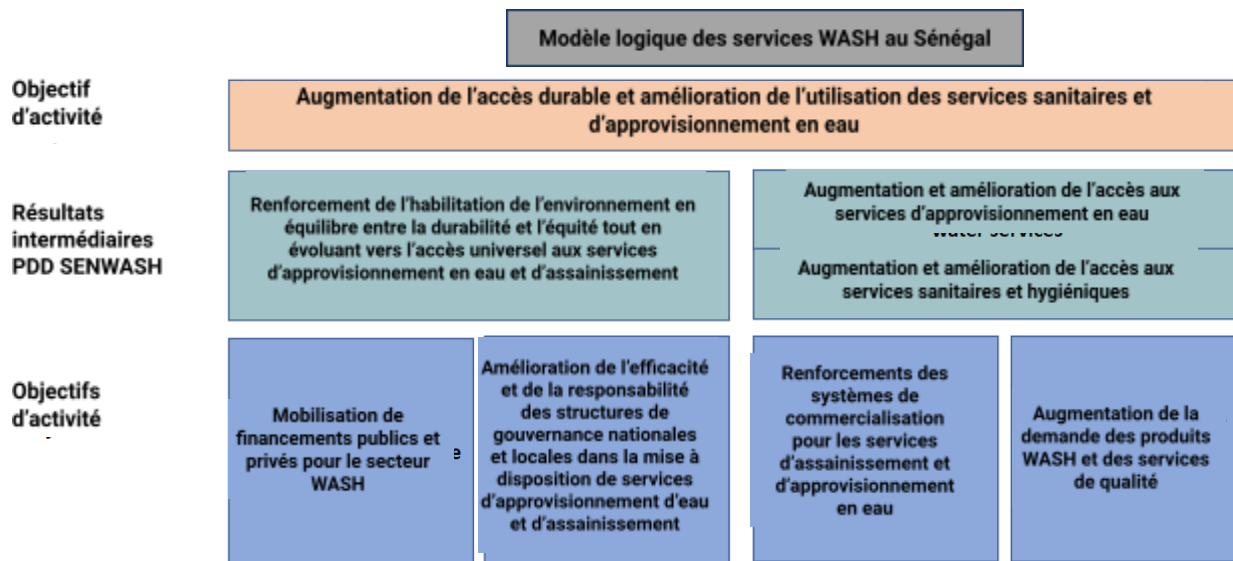 Modèle logique des services WASH au Sénégal
Objectif
d'activité
Augmentation de l'accès durable et amélioration de l'utilisation des services sanitaires et
d'approvisionnement en eau
Résultats
intermédiaires
PDD SENWASH
Renforcement de l'habilitation de l'environnement en
équilibre entre la durabilité et l'équité tout en
évoluant vers l'accès universel aux services
d'approvisionnement en eau et d'assainissement
Augmentation et amélioration de l'accès aux
services d'approvisionnement en eau
water services
Augmentation et amélioration de l'accès aux
services sanitaires et hygiéniques
Objectifs
d'activité
Mobilisation de
financements publics et
privés pour le secteur
WASH
e
Amélioration de l'efficacité
et de la responsabilité
des structures de
gouvernance nationales
et locales dans la mise à
disposition de services
d'approvisionnement d'eau
et d'assainissement
Renforcements des
systèmes de
commercialisation
pour les services
d'assainissement et
d'approvisionnement
en eau
Augmentation de la
demande des produits
WASH et des services
de qualité